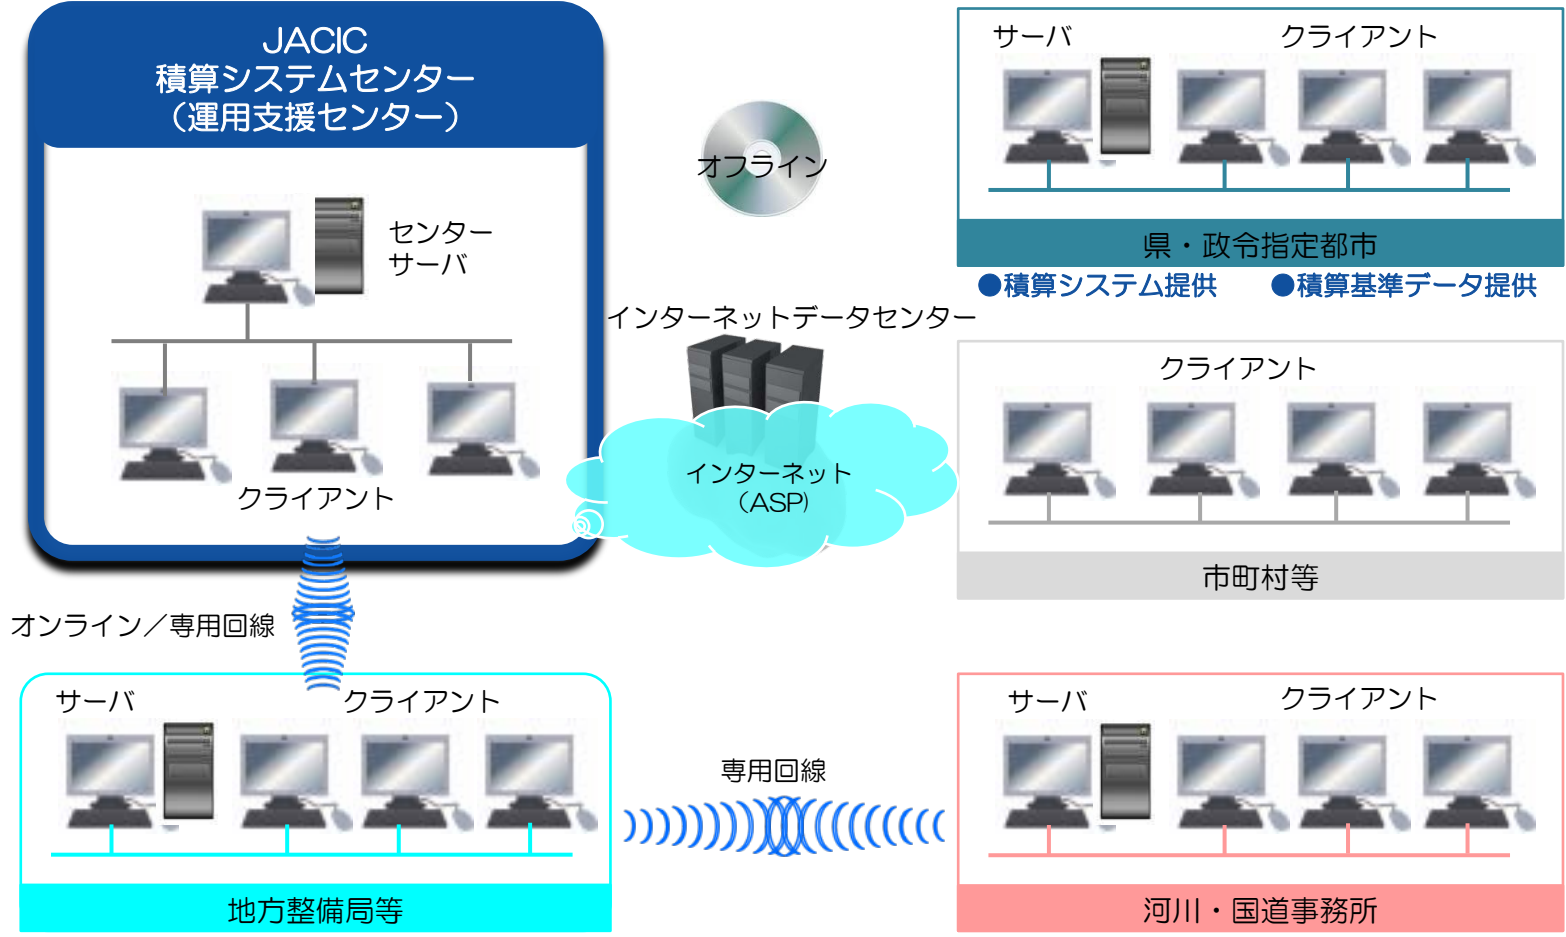 JACIC
積算システムセンター
（運用支援センター）
センター
サーバ
クライアント
オフライン
サーバ
クライアント
県・政令指定都市
●積算システム提供
●積算基準データ提供
インターネットデータセンター
インターネット
（ASP)
クライアント
市町村等
オンライン／専用回線
サーバ
クライアント
地方整備局等
専用回線
サーバ
クライアント
河川・国道事務所